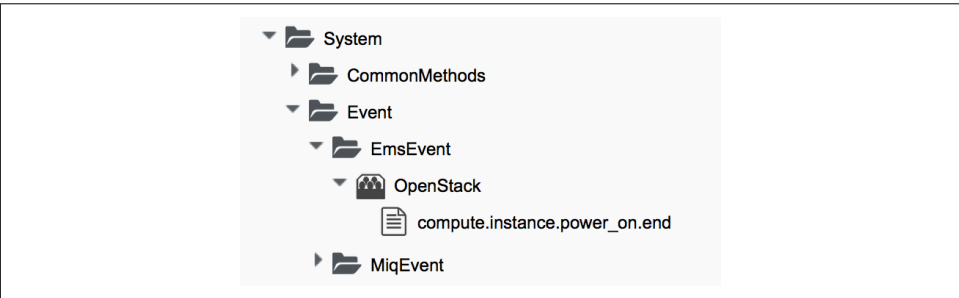 System
CommonMethods
Event
EmsEvent
OpenStack
compute.instance.power_on.end
MiqEvent